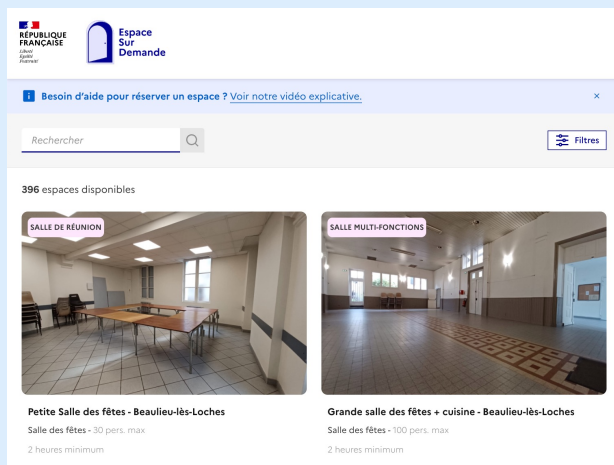 RÉPUBLIQUE
FRANÇAISE
Liberté
Égalité
Fraternité
Espace
Sur
Demande
Besoin d'aide pour réserver un espace ? Voir notre vidéo explicative.
Rechercher
Filtres
396 espaces disponibles
SALLE DE RÉUNION
SALLE MULTI-FONCTIONS
Petite Salle des fêtes - Beaulieu-lès-Loches
Salle des fêtes - 30 pers. max
2 heures minimum
Grande salle des fêtes + cuisine - Beaulieu-lès-Loches
Salle des fêtes - 100 pers. max
2 heures minimum